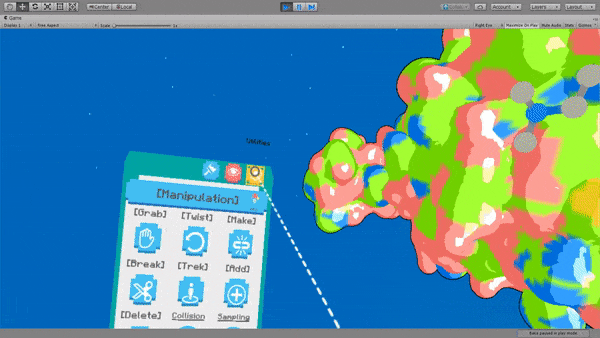 Center Local
Account Layers Layout
Game
Display 1 Free Aspect Scale 1x Right Eye Maximize On Play Mute Audio Stats Gizmos
Utilities
[Manipulation]
[Grab] [Twist] [Make]
[Break] [Trek] [Add]
[Delete] Collision Sampling